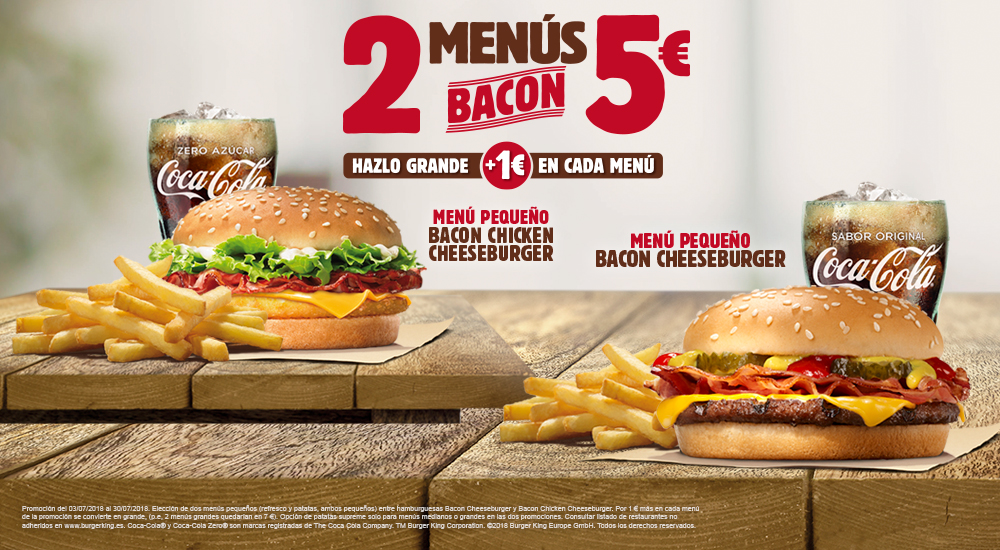 2 MENÚS 5€
BACON
HAZLO GRANDE +1€ EN CADA MENÚ
ZERO AZÚCAR
Coca-Cola
MENÚ PEQUEÑO
BACON CHICKEN
CHEESEBURGER
MENÚ PEQUEÑO
BACON CHEESEBURGER
SABOR ORIGINAL
Coca-Cola
Promoción del 03/07/2018 al 30/07/2018. Elección de dos menús pequeños (refresco y patatas, ambos pequeños) entre hamburguesas Bacon Cheeseburger y Bacon Chicken Cheeseburger. Por 1 € más en cada menú
de la promoción se convierte en grande, (p.e, 2 menús grandes quedarían en 7 €). Opción de patatas supreme solo para menús medianos o grandes en las dos promociones. Consultar listado de restaurantes no
adheridos en www.burgerking.es. Coca-Cola® y Coca-Cola Zero® son marcas registradas de The Coca Cola Company. TM Burger King Corporation. ©2018 Burger King Europe GmbH. Todos los derechos reservados.